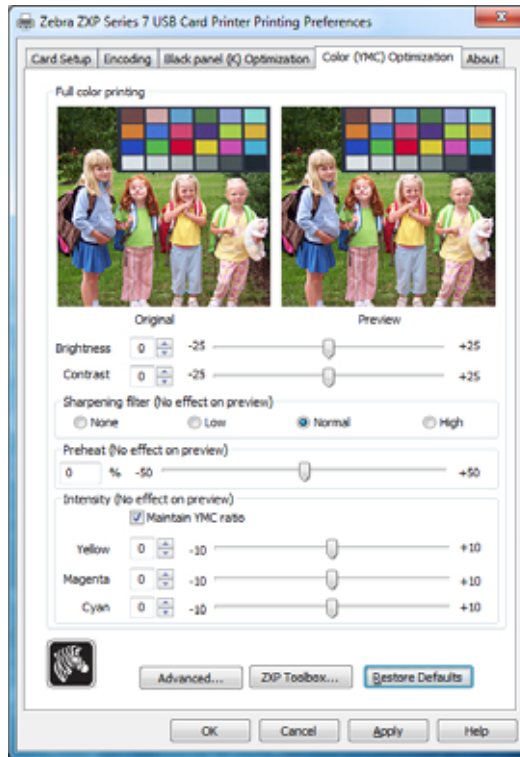 Zebra ZXP Series 7 USB Card Printer Printing Preferences
Card Setup Encoding Black panel (K) Optimization Color (YMC) Optimization About
Full color printing
Original Preview
Brightness 0 -25 +25
Contrast 0 -25 +25
Sharpening filter (No effect on preview)
None Low Normal High
Preheat (No effect on preview)
0 % -50 +50
Intensity (No effect on preview)
Maintain YMC ratio
Yellow 0 -10 +10
Magenta 0 -10 +10
Cyan 0 -10 +10
Advanced... ZXP Toolbox... Restore Defaults
OK Cancel Apply Help